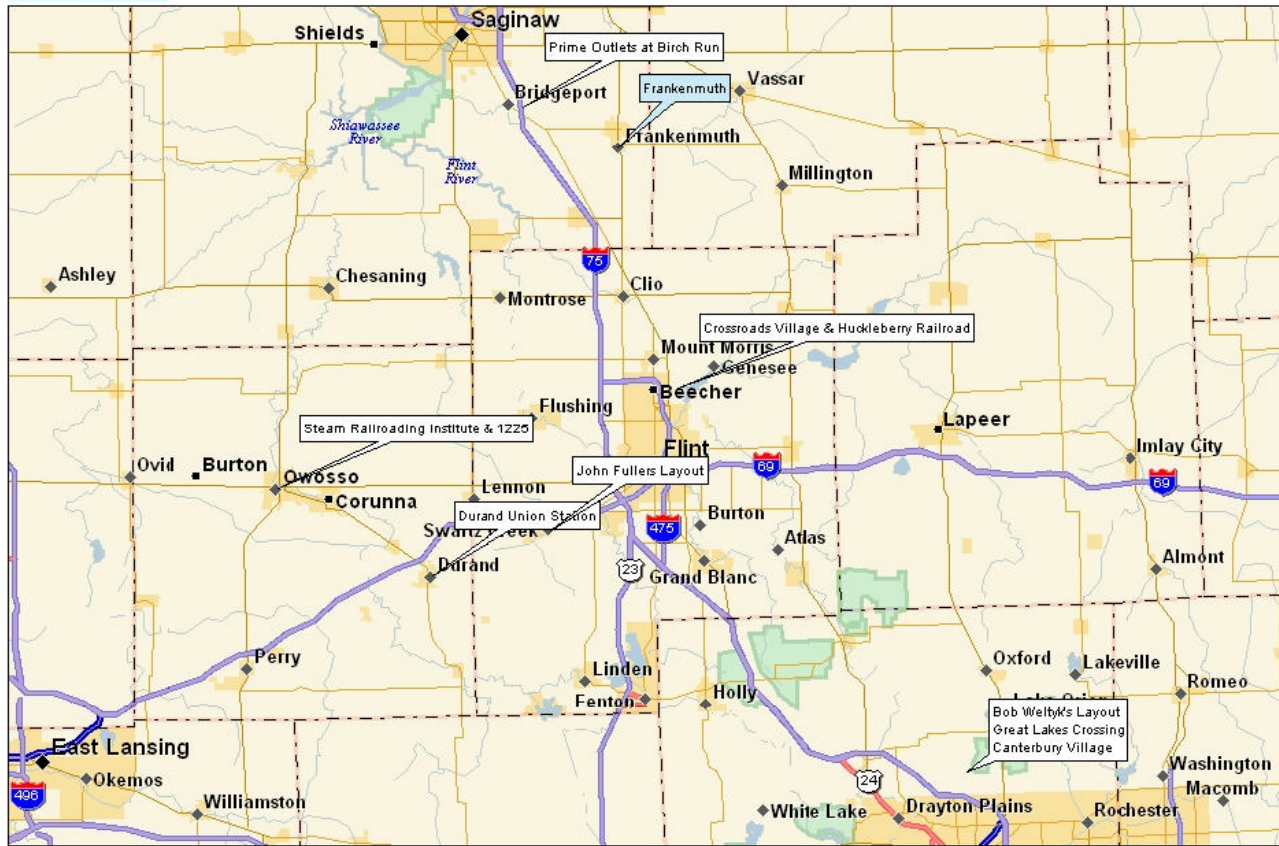 Saginaw
Shields
Prime Outlets at Birch Run
Frankenmuth
Vassar
Bridgeport
Shiawassee
River
Frankenmuth
Flint
River
Millington
75
Ashley
Chesaning
Montrose
Clio
Crossroads Village & Huckleberry Railroad
Mount Morris
Genesee
Beecher
Flushing
Steam Railroading Institute & 1225
Lapeer
Flint
Imlay City
Ovid
Burton
Owosso
John Fullers Layout
69
69
Corunna
Lennon
Durand Union Station
475
Burton
Swartz Creek
Atlas
Durand
23
Grand Blanc
Almont
Perry
Linden
Oxford
Lakeville
Fenton
Holly
Romeo
Lake Orion
Bob Weltyk's Layout
Great Lakes Crossing
Canterbury Village
East Lansing
Okemos
24
Washington
496
Macomb
Williamston
White Lake
Drayton Plains
Rochester